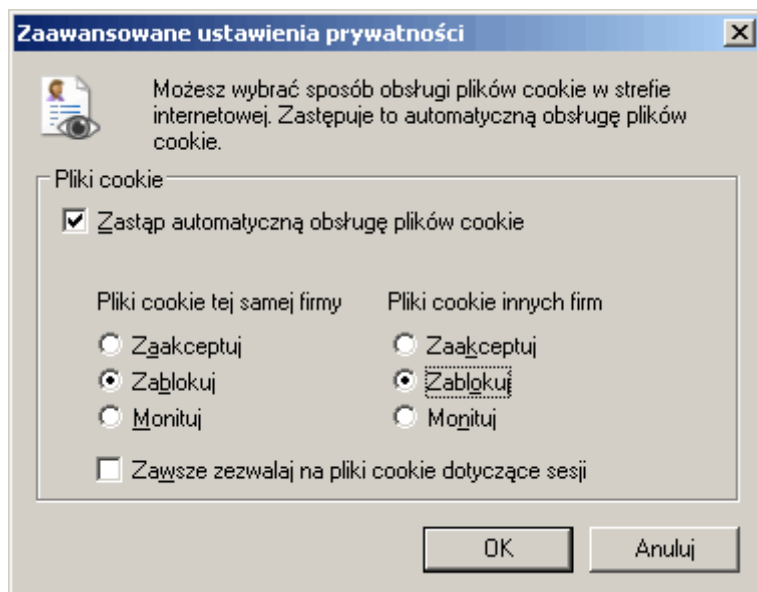 Zaawansowane ustawienia prywatności
Możesz wybrać sposób obsługi plików cookie w strefie
internetowej. Zastępuje to automatyczną obsługę plików
cookie.
Pliki cookie
Zastąp automatyczną obsługę plików cookie
Pliki cookie tej samej firmy
Pliki cookie innych firm
Zaakceptuj
Zaakceptuj
Zablokuj
Zablokuj
Monituj
Monituj
Zawsze zezwalaj na pliki cookie dotyczące sesji
OK
Anuluj